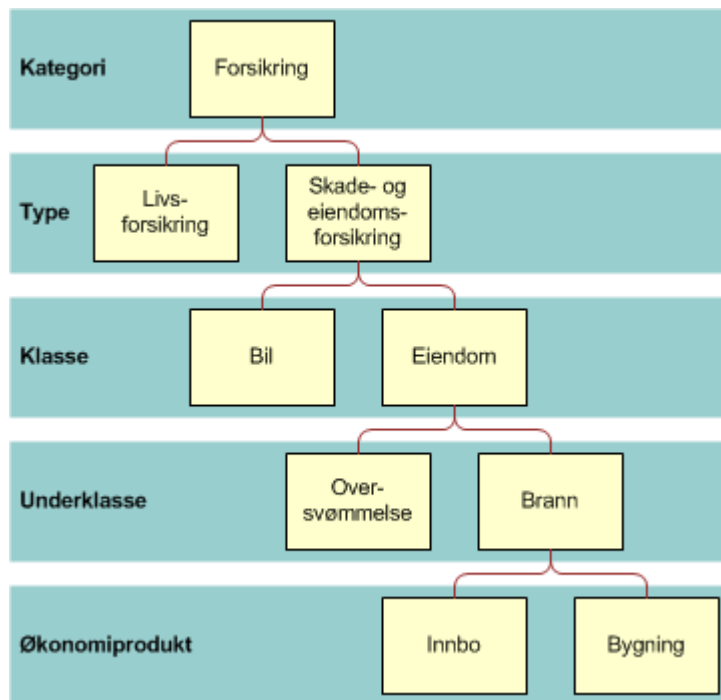 Kategori
Forsikring
Type
Livs-
forsikring
Skade- og
eiendoms-
forsikring
Klasse
Bil
Eiendom
Underklasse
Over-
svømmelse
Brann
Økonomiprodukt
Innbo
Bygning